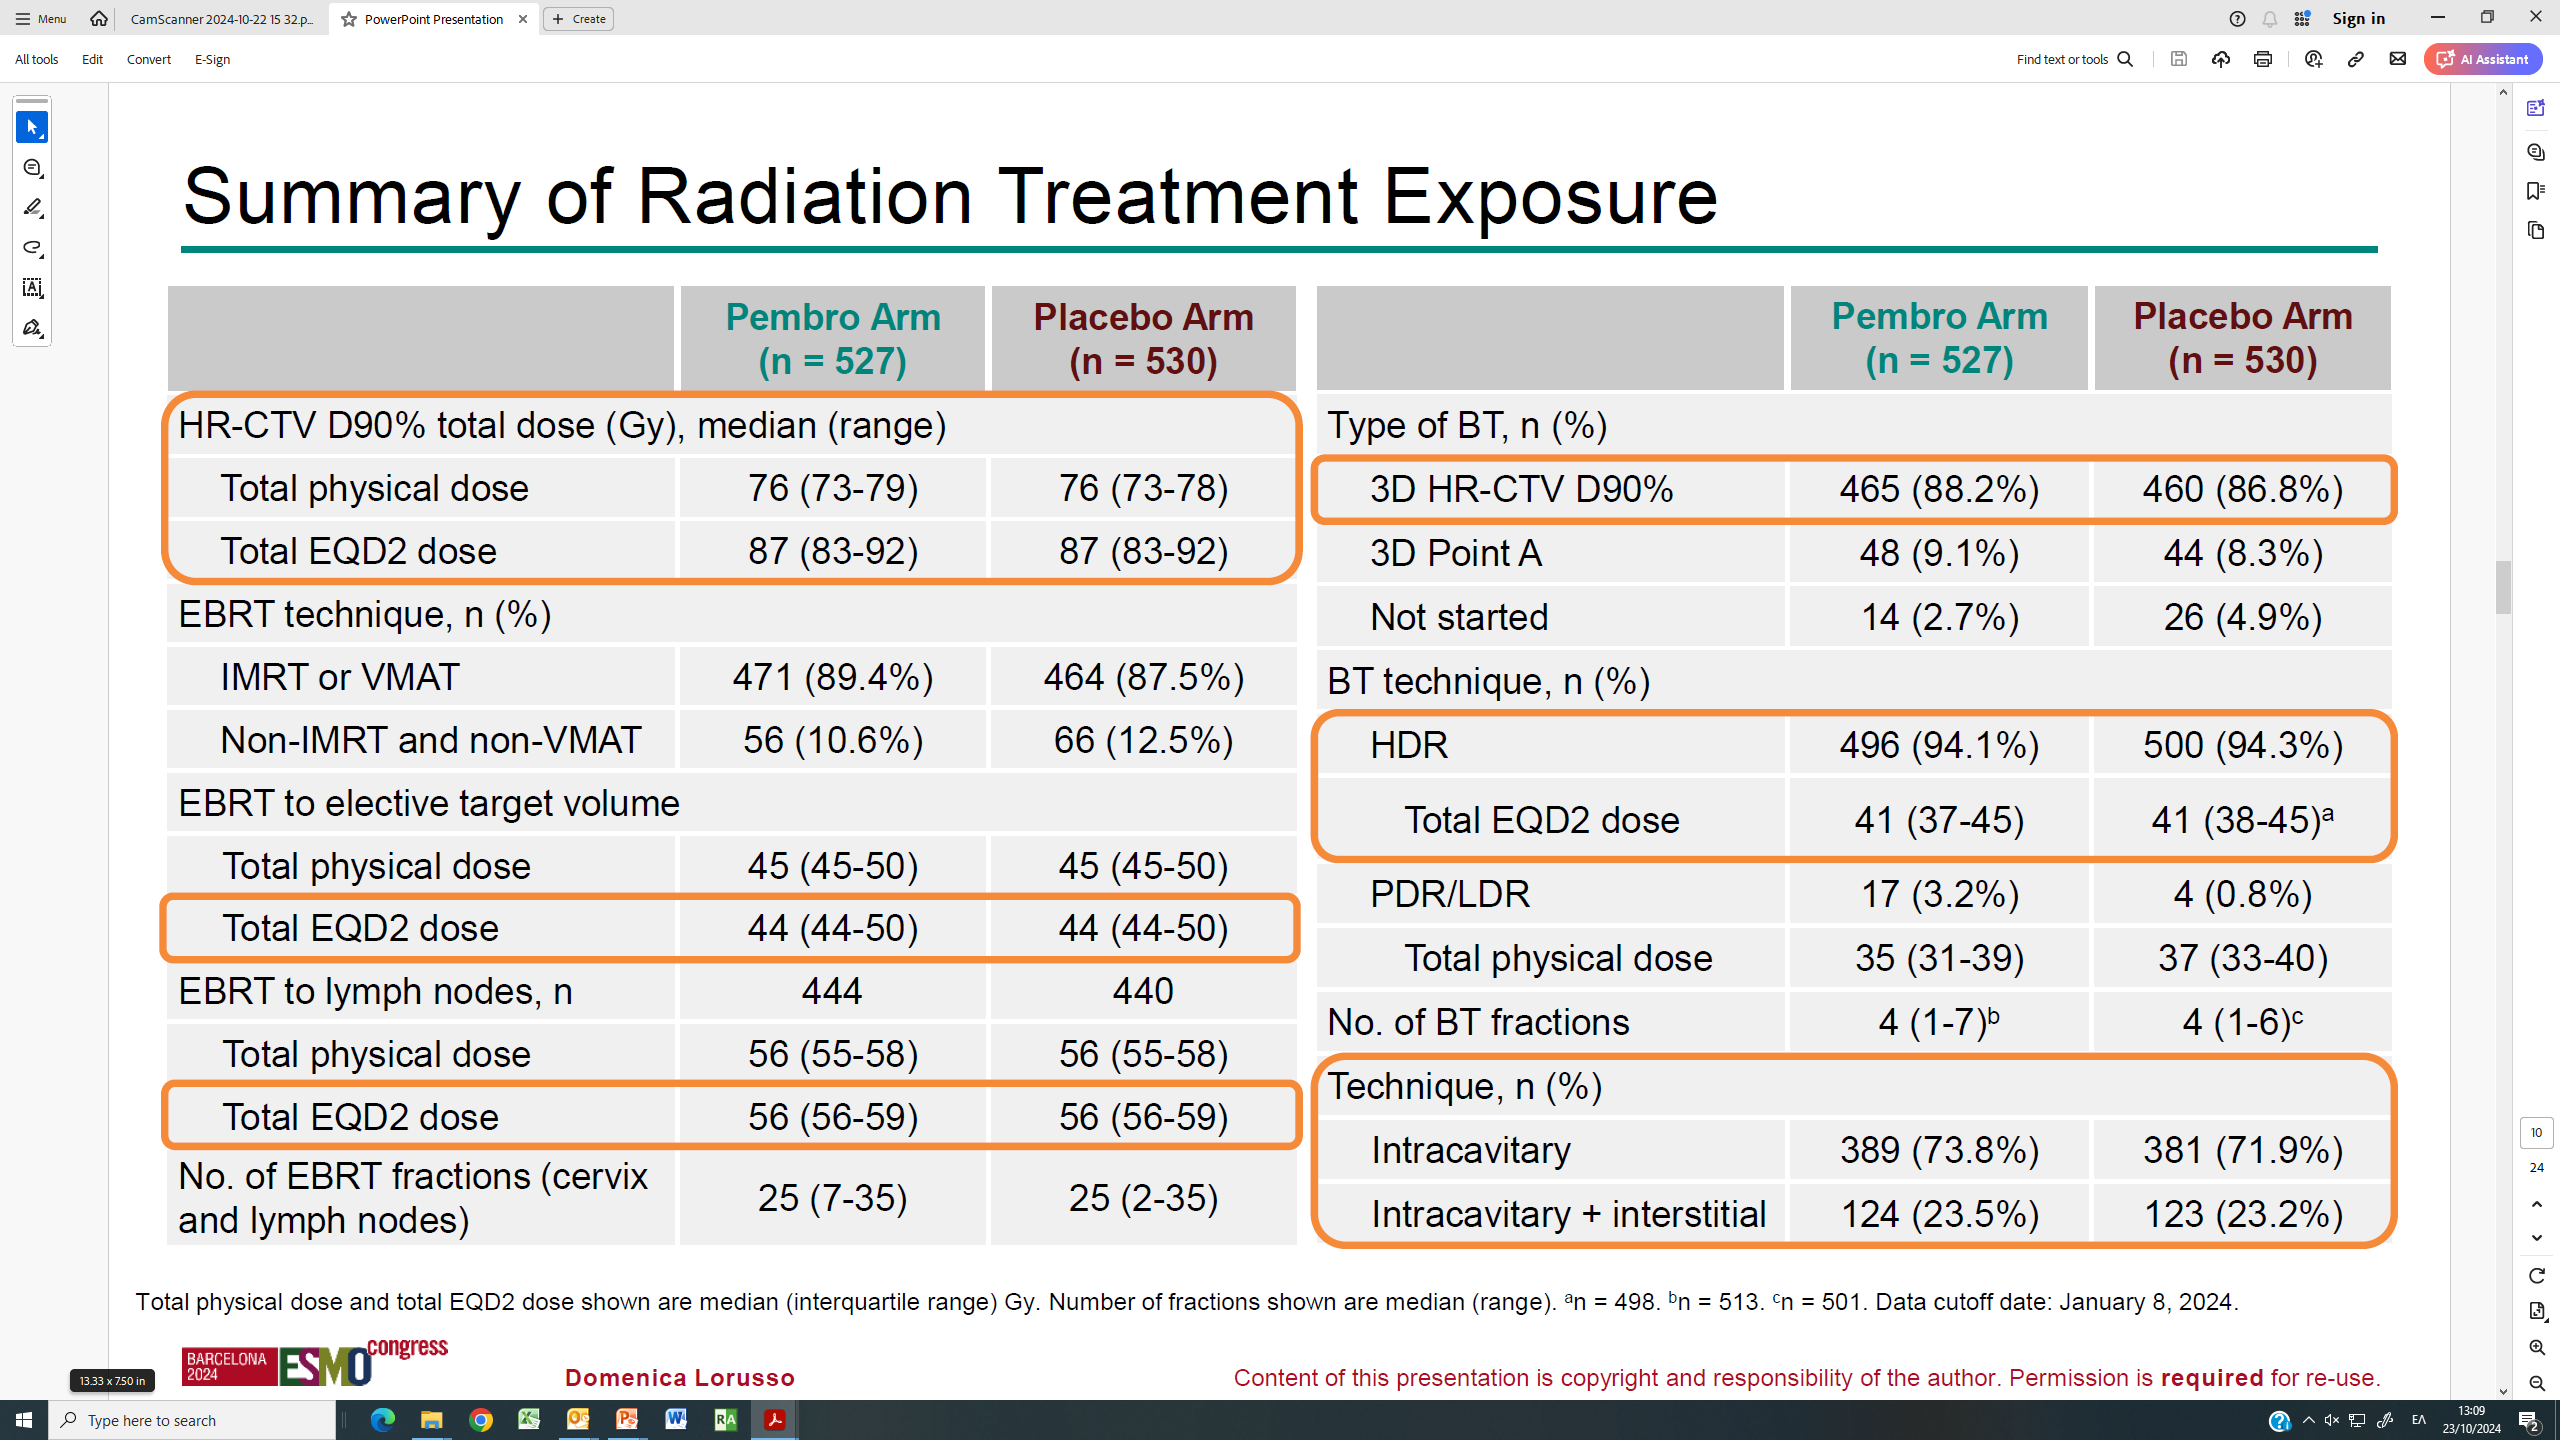 Menu
CamScanner 2024-10-22 15 32.p...
PowerPoint Presentation
Create
Sign in
All tools
Edit
Convert
E-Sign
Find text or tools
AI Assistant
Summary of Radiation Treatment Exposure
Pembro Arm (n = 527) Placebo Arm (n = 530)
HR-CTV D90% total dose (Gy), median (range)
Total physical dose 76 (73-79) 76 (73-78)
Total EQD2 dose 87 (83-92) 87 (83-92)
EBRT technique, n (%)
IMRT or VMAT 471 (89.4%) 464 (87.5%)
Non-IMRT and non-VMAT 56 (10.6%) 66 (12.5%)
EBRT to elective target volume
Total physical dose 45 (45-50) 45 (45-50)
Total EQD2 dose 44 (44-50) 44 (44-50)
EBRT to lymph nodes, n 444 440
Total physical dose 56 (55-58) 56 (55-58)
Total EQD2 dose 56 (56-59) 56 (56-59)
No. of EBRT fractions (cervix
and lymph nodes) 25 (7-35) 25 (2-35)
Pembro Arm (n = 527) Placebo Arm (n = 530)
Type of BT, n (%)
3D HR-CTV D90% 465 (88.2%) 460 (86.8%)
3D Point A 48 (9.1%) 44 (8.3%)
Not started 14 (2.7%) 26 (4.9%)
BT technique, n (%)
HDR 496 (94.1%) 500 (94.3%)
Total EQD2 dose 41 (37-45) 41 (38-45)ᵃ
PDR/LDR 17 (3.2%) 4 (0.8%)
Total physical dose 35 (31-39) 37 (33-40)
No. of BT fractions 4 (1-7)ᵇ 4 (1-6)ᶜ
Technique, n (%)
Intracavitary 389 (73.8%) 381 (71.9%)
Intracavitary + interstitial 124 (23.5%) 123 (23.2%)
Total physical dose and total EQD2 dose shown are median (interquartile range) Gy. Number of fractions shown are median (range). ᵃn = 498. ᵇn = 513. ᶜn = 501. Data cutoff date: January 8, 2024.
BARCELONA
2024
ESMO congress
Domenica Lorusso
Content of this presentation is copyright and responsibility of the author. Permission is required for re-use.
13.33 x 7.50 in
10
24
Type here to search
RA
ΕΛ
13:09
23/10/2024
2